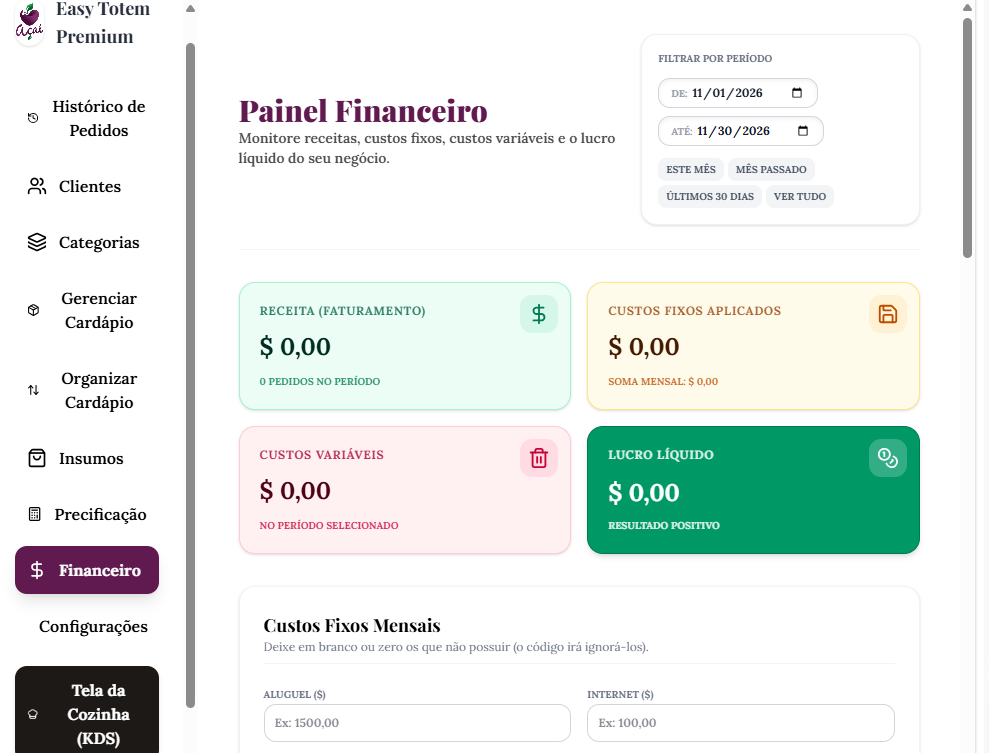 Easy Totem
Premium
Açaí
Histórico de
Pedidos
Clientes
Categorias
Gerenciar
Cardápio
Organizar
Cardápio
Insumos
Precificação
Financeiro
Configurações
Tela da
Cozinha
(KDS)
Painel Financeiro
Monitore receitas, custos fixos, custos variáveis e o lucro
líquido do seu negócio.
FILTRAR POR PERÍODO
DE: 11/01/2026
ATÉ: 11/30/2026
ESTE MÊS MÊS PASSADO
ÚLTIMOS 30 DIAS VER TUDO
RECEITA (FATURAMENTO)
$ 0,00
0 PEDIDOS NO PERÍODO
CUSTOS FIXOS APLICADOS
$ 0,00
SOMA MENSAL: $ 0,00
CUSTOS VARIÁVEIS
$ 0,00
NO PERÍODO SELECIONADO
LUCRO LÍQUIDO
$ 0,00
RESULTADO POSITIVO
Custos Fixos Mensais
Deixe em branco ou zero os que não possuir (o código irá ignorá-los).
ALUGUEL ($)
Ex: 1500,00
INTERNET ($)
Ex: 100,00